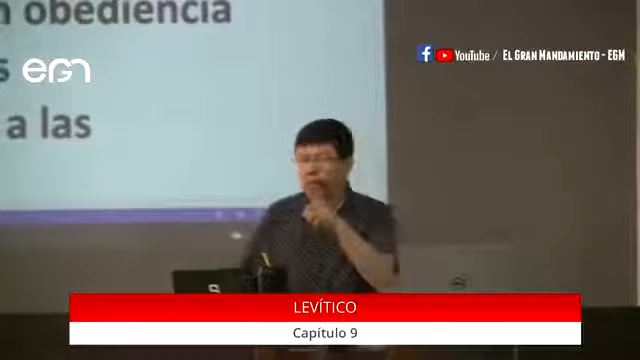 n obediencia
s
a las
egm
YouTube / El Gran Mandamiento - EGM
LEVÍTICO
Capítulo 9